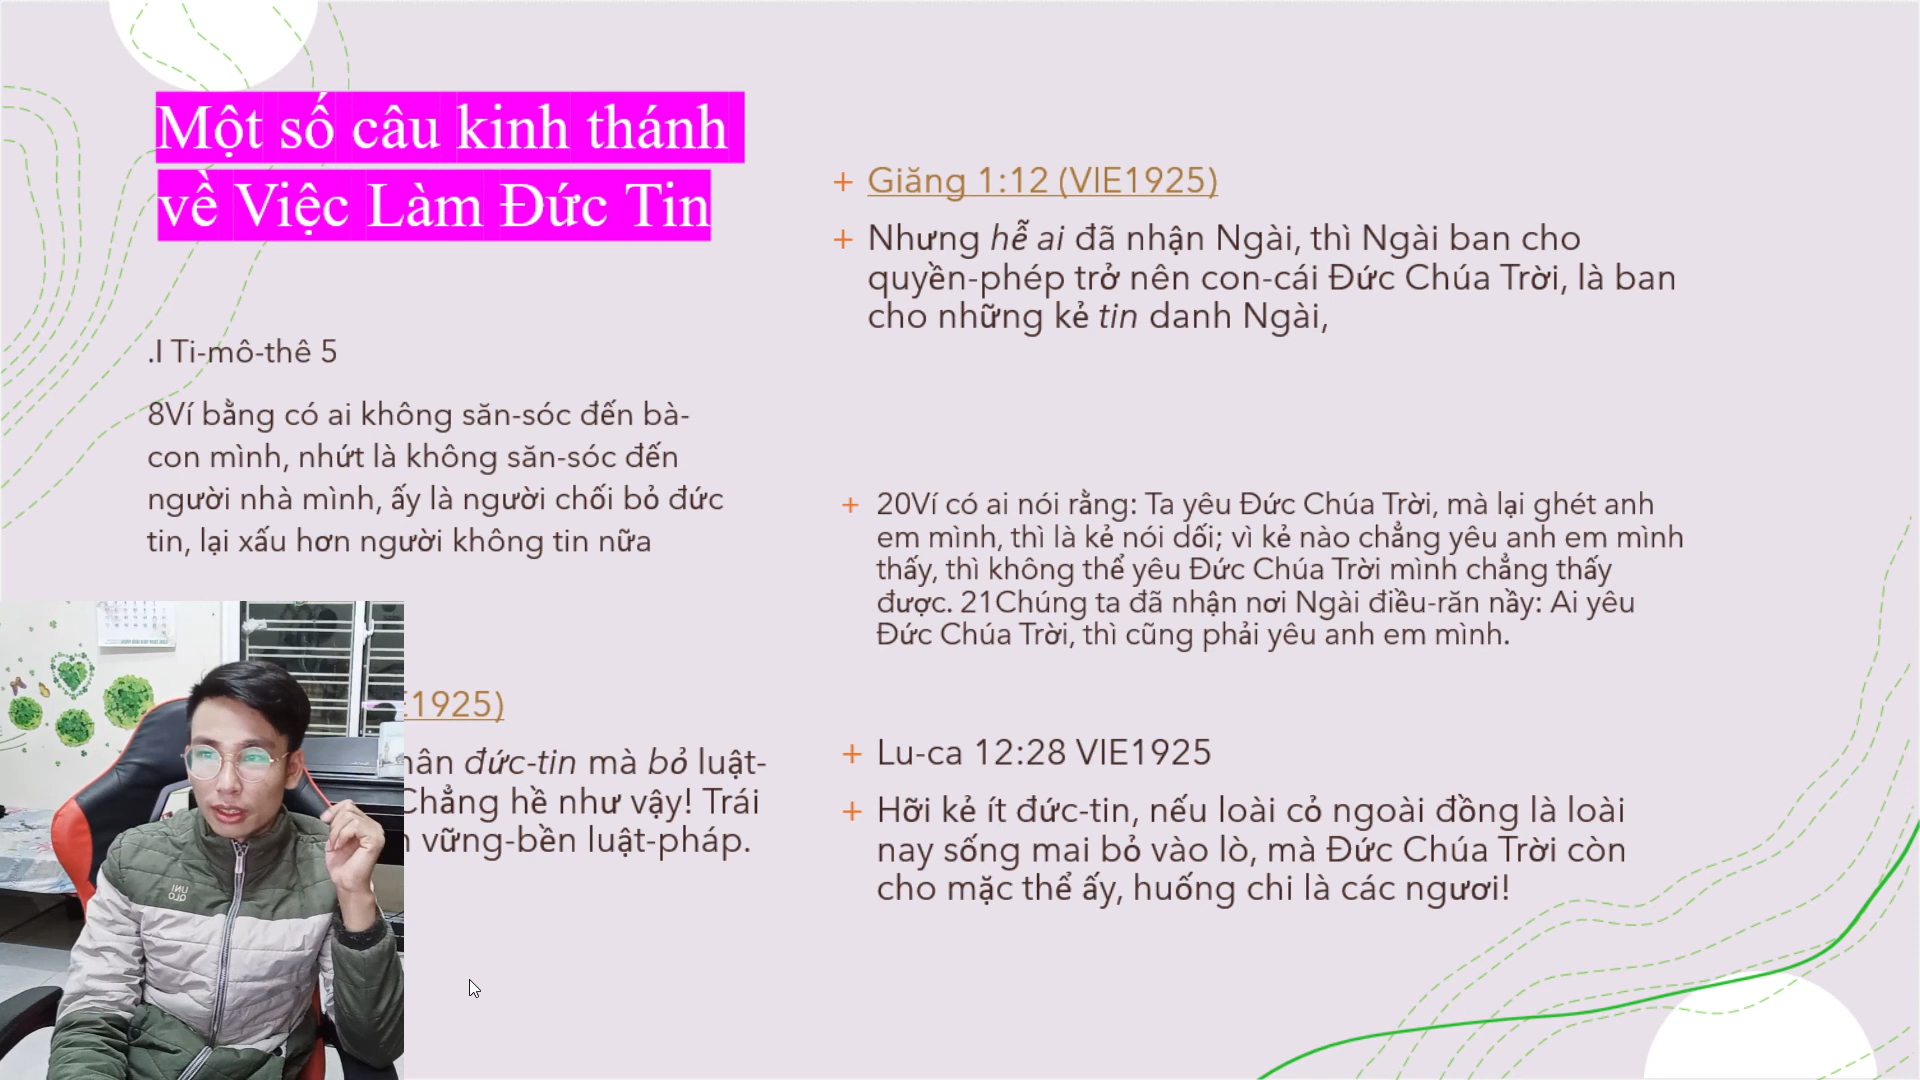 Một số câu kinh thánh
về Việc Làm Đức Tin
.I Ti-mô-thê 5
8Ví bằng có ai không săn-sóc đến bà-
con mình, nhứt là không săn-sóc đến
người nhà mình, ấy là người chối bỏ đức
tin, lại xấu hơn người không tin nữa
1925)
đức-tin mà bỏ luật-
Chẳng hề như vậy! Trái
vững-bền luật-pháp.
+ Giăng 1:12 (VIE1925)
+ Nhưng hễ ai đã nhận Ngài, thì Ngài ban cho
quyền-phép trở nên con-cái Đức Chúa Trời, là ban
cho những kẻ tin danh Ngài,
+ 20Ví có ai nói rằng: Ta yêu Đức Chúa Trời, mà lại ghét anh
em mình, thì là kẻ nói dối; vì kẻ nào chẳng yêu anh em mình
thấy, thì không thể yêu Đức Chúa Trời mình chẳng thấy
được. 21Chúng ta đã nhận nơi Ngài điều-răn nầy: Ai yêu
Đức Chúa Trời, thì cũng phải yêu anh em mình.
+ Lu-ca 12:28 VIE1925
+ Hỡi kẻ ít đức-tin, nếu loài cỏ ngoài đồng là loài
nay sống mai bỏ vào lò, mà Đức Chúa Trời còn
cho mặc thể ấy, huống chi là các ngươi!
UNI
QLO